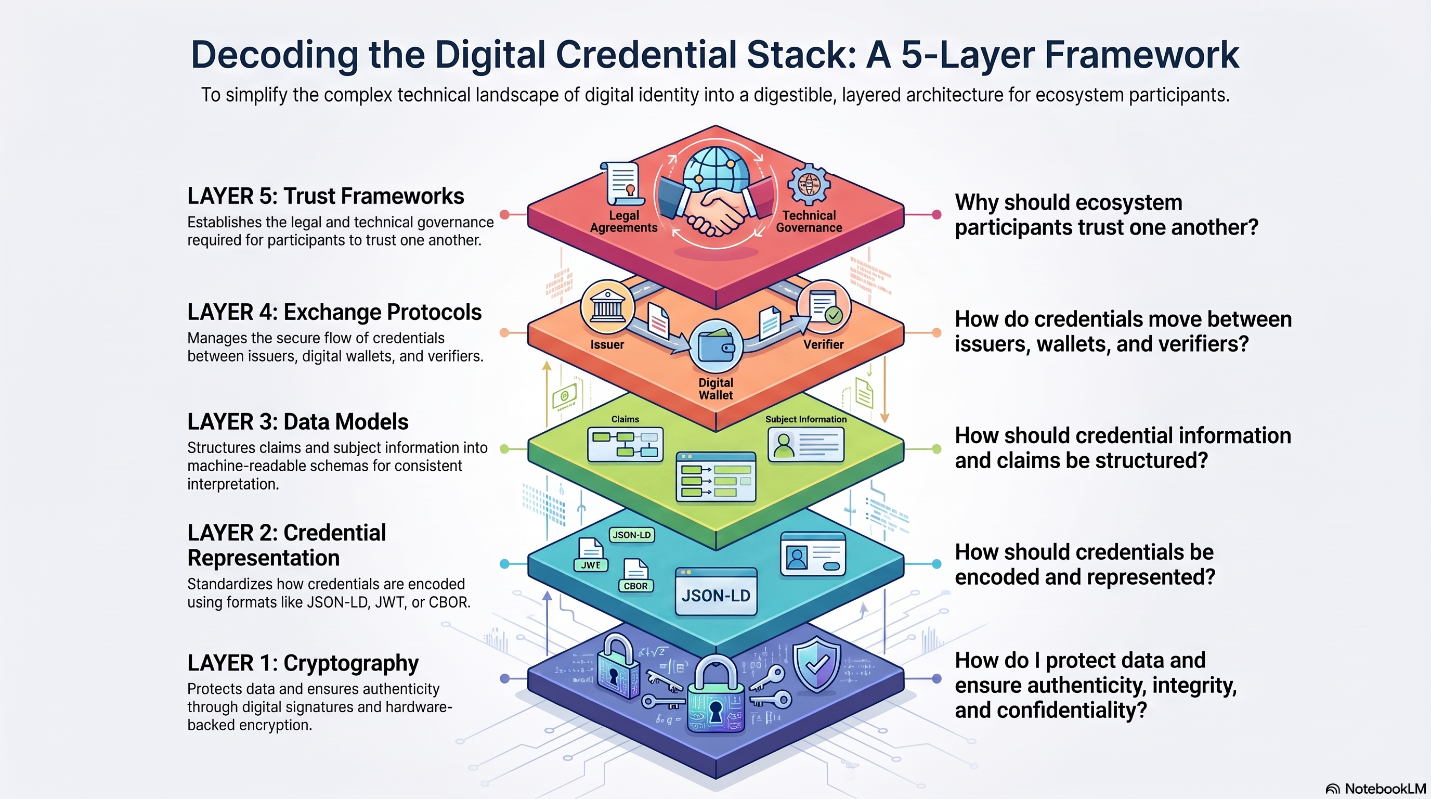 Decoding the Digital Credential Stack: A 5-Layer Framework
To simplify the complex technical landscape of digital identity into a digestible, layered architecture for ecosystem participants.
LAYER 5: Trust Frameworks
Establishes the legal and technical governance
required for participants to trust one another.
Legal
Agreements
Technical
Governance
Why should ecosystem
participants trust one another?
LAYER 4: Exchange Protocols
Manages the secure flow of credentials
between issuers, digital wallets, and verifiers.
Issuer
Digital
Wallet
Verifier
How do credentials move between
issuers, wallets, and verifiers?
LAYER 3: Data Models
Structures claims and subject information into
machine-readable schemas for consistent
interpretation.
Claims
Subject Information
How should credential information
and claims be structured?
LAYER 2: Credential
Representation
Standardizes how credentials are encoded
using formats like JSON-LD, JWT, or CBOR.
JSON-LD
JWE
CBOR
JSON-LD
How should credentials be
encoded and represented?
LAYER 1: Cryptography
Protects data and ensures authenticity
through digital signatures and hardware-
backed encryption.
How do I protect data and
ensure authenticity, integrity,
and confidentiality?
NotebookLM